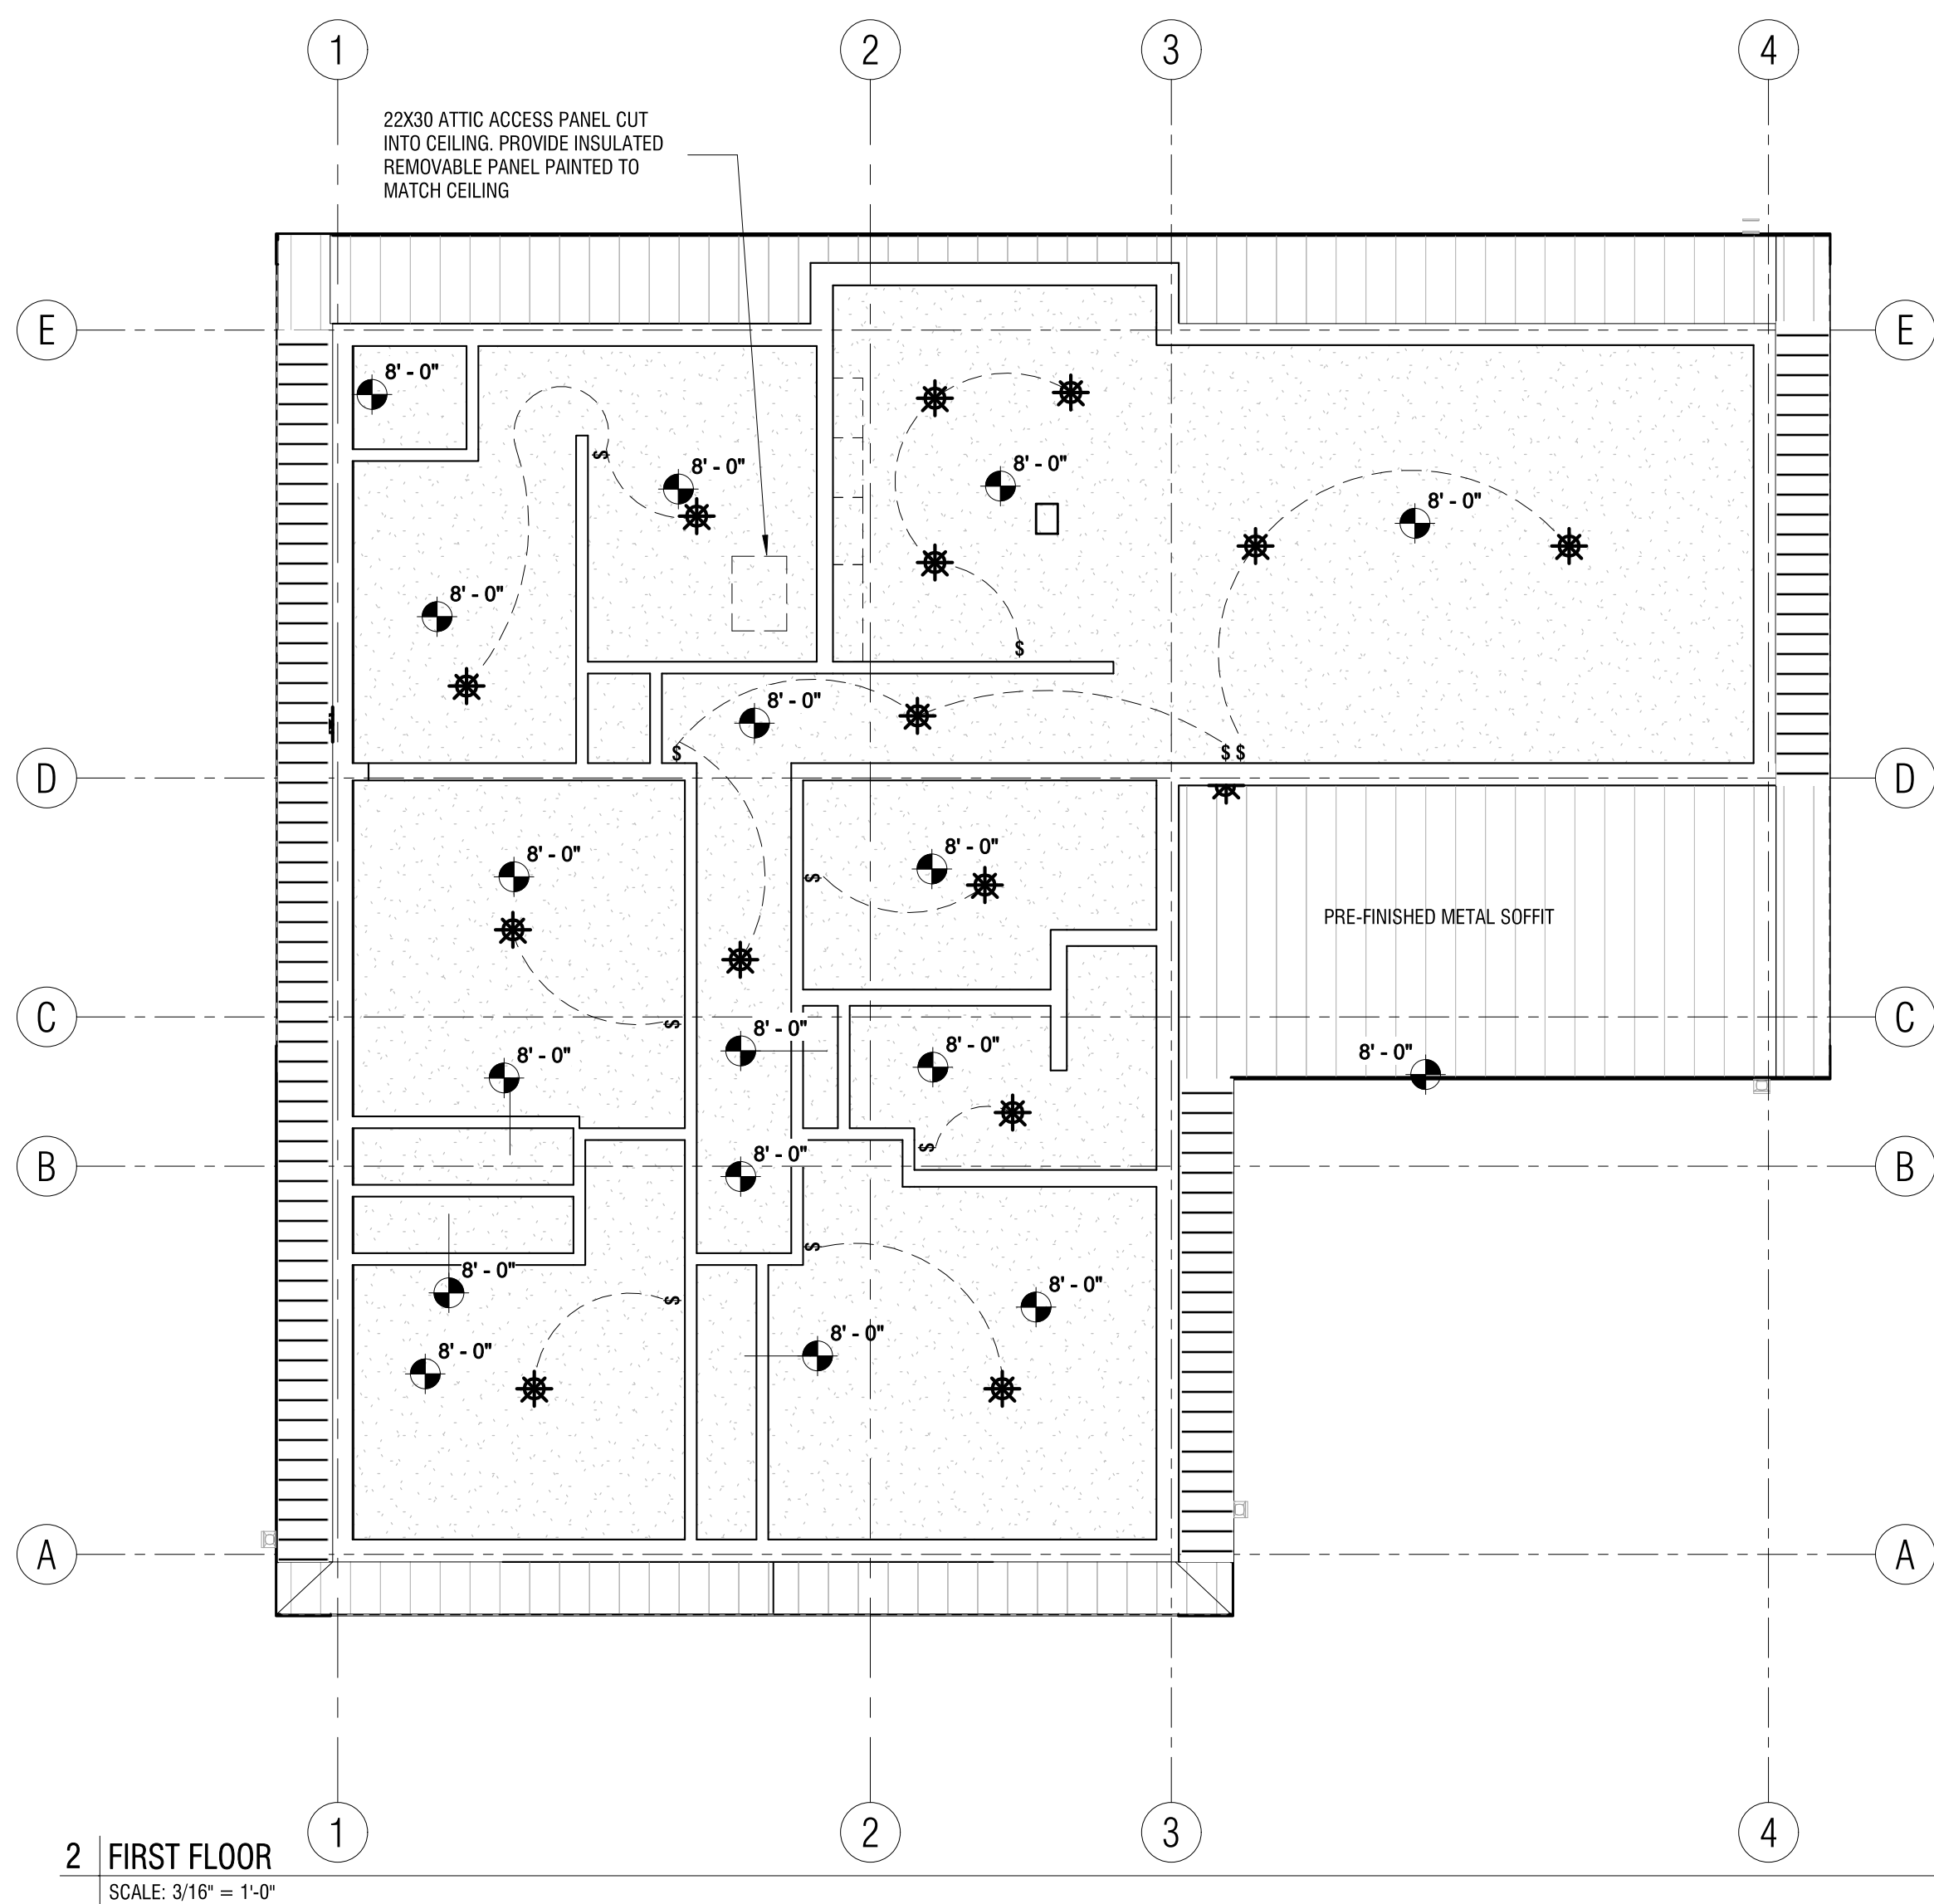 1 2 3 4
22X30 ATTIC ACCESS PANEL CUT
INTO CEILING. PROVIDE INSULATED
REMOVABLE PANEL PAINTED TO
MATCH CEILING
E E
8' - 0"
8' - 0"
8' - 0"
8' - 0"
$
8' - 0"
$
8' - 0"
$ $ $
D D
8' - 0"
8' - 0"
$
PRE-FINISHED METAL SOFFIT
C C
$
8' - 0"
8' - 0"
8' - 0"
8' - 0"
$
8' - 0"
B B
$
8' - 0"
8' - 0"
$
8' - 0"
8' - 0"
A A
1 2 3 4
2 FIRST FLOOR
SCALE: 3/16" = 1'-0"